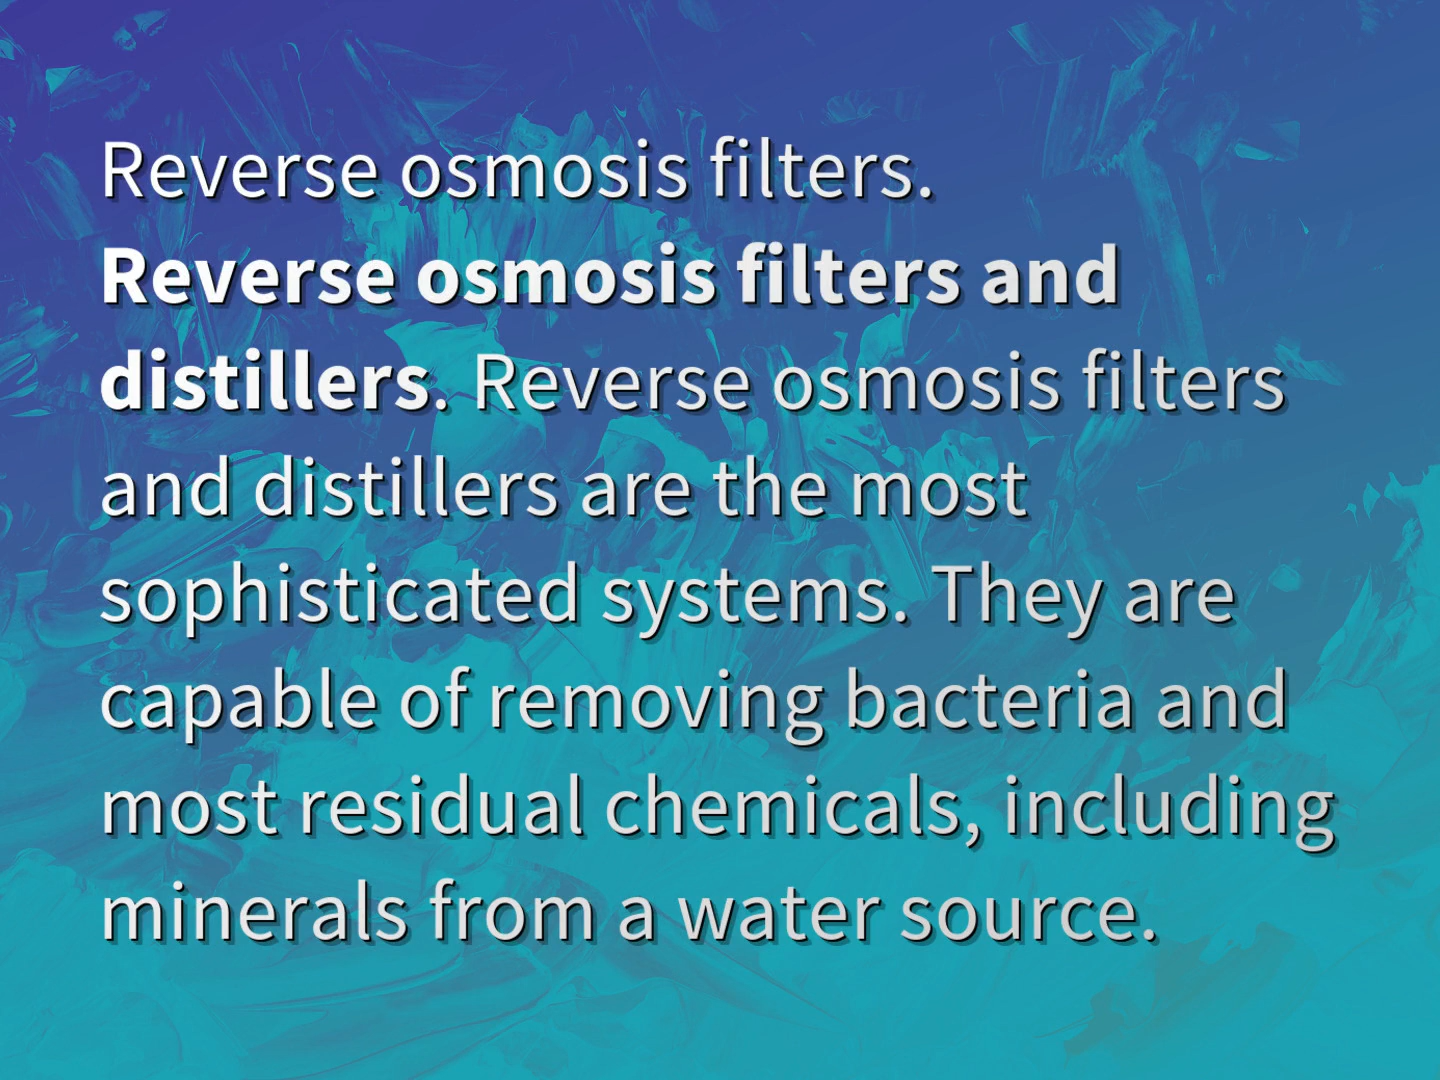 Reverse osmosis filters.
Reverse osmosis filters and
distillers. Reverse osmosis filters
and distillers are the most
sophisticated systems. They are
capable of removing bacteria and
most residual chemicals, including
minerals from a water source.